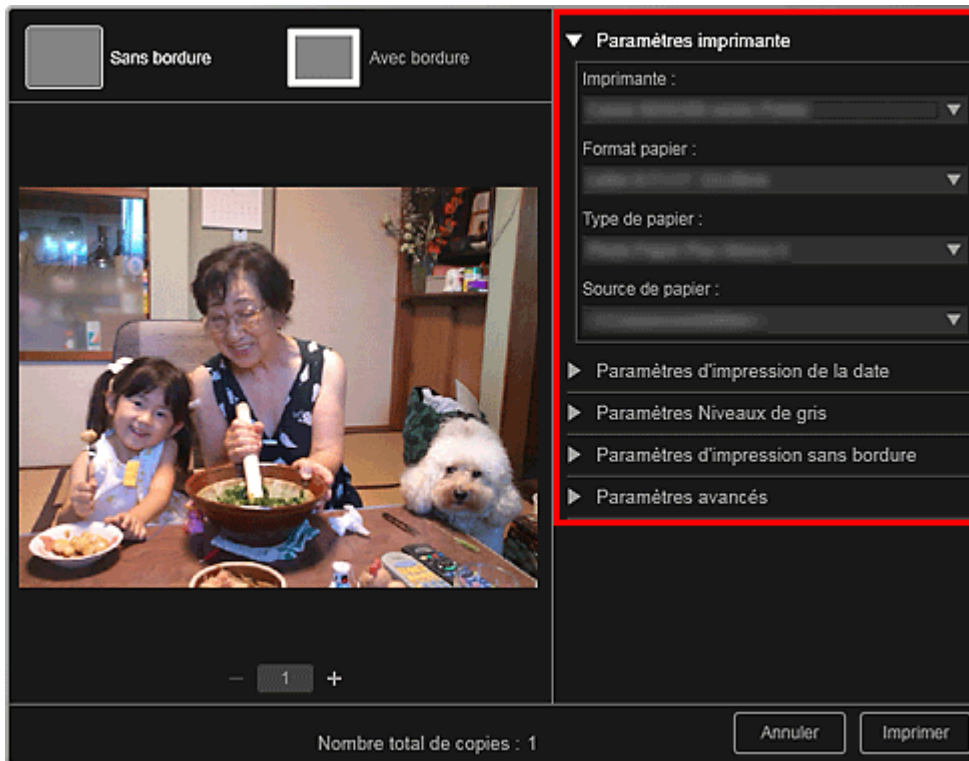 Sans bordure
Avec bordure
Paramètres imprimante
Imprimante :
Format papier :
Type de papier :
Source de papier :
Paramètres d'impression de la date
Paramètres Niveaux de gris
Paramètres d'impression sans bordure
Paramètres avancés
1
Nombre total de copies : 1
Annuler
Imprimer